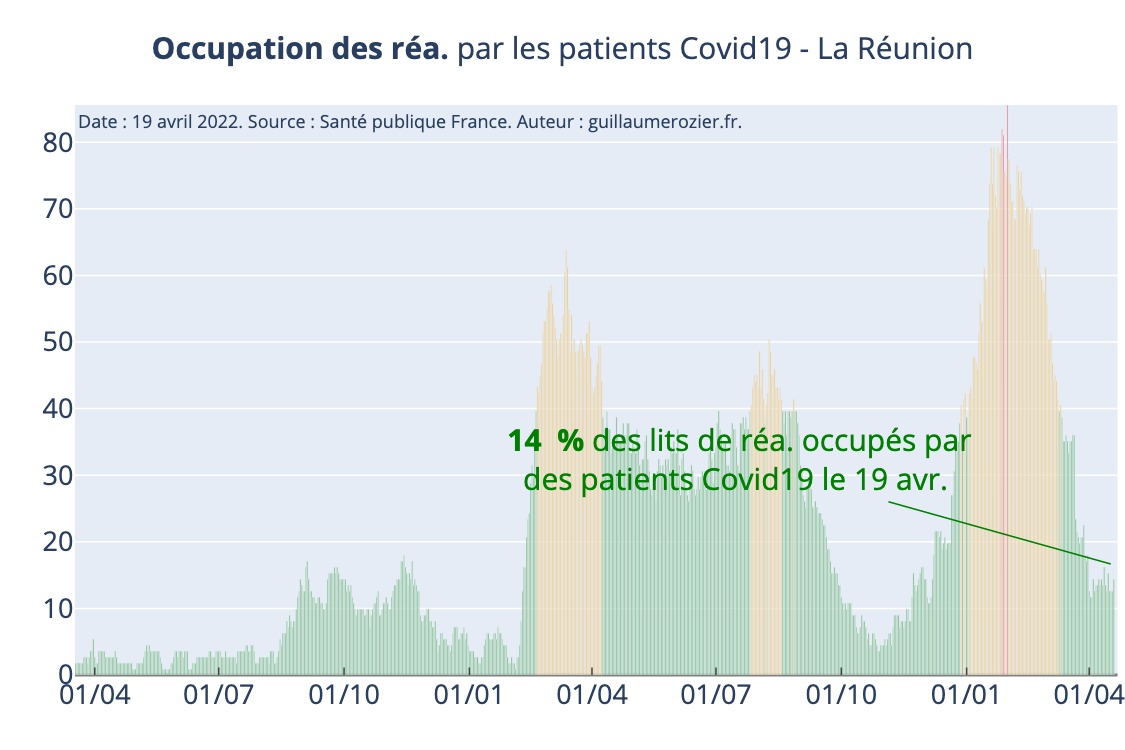 Occupation des réa. par les patients Covid19 - La Réunion
Date : 19 avril 2022. Source : Santé publique France. Auteur : guillaumerozier.fr.
80
70
60
50
40
30
20
10
0
14 % des lits de réa. occupés par
des patients Covid19 le 19 avr.
01/04 01/07 01/10 01/01 01/04 01/07 01/10 01/01 01/04